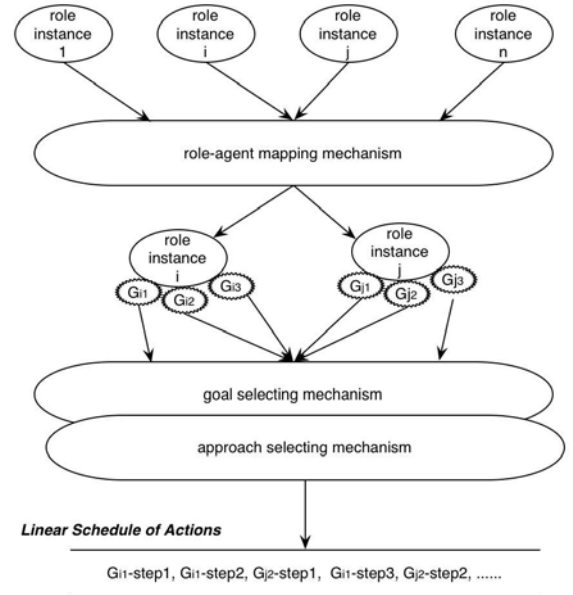 role
instance
1
role
instance
i
role
instance
j
role
instance
n
role-agent mapping mechanism
role
instance
i
role
instance
j
Gi1
Gi2
Gi3
Gj1
Gj2
Gj3
goal selecting mechanism
approach selecting mechanism
Linear Schedule of Actions
Gi1-step1, Gi1-step2, Gj2-step1, Gi1-step3, Gj2-step2, ......